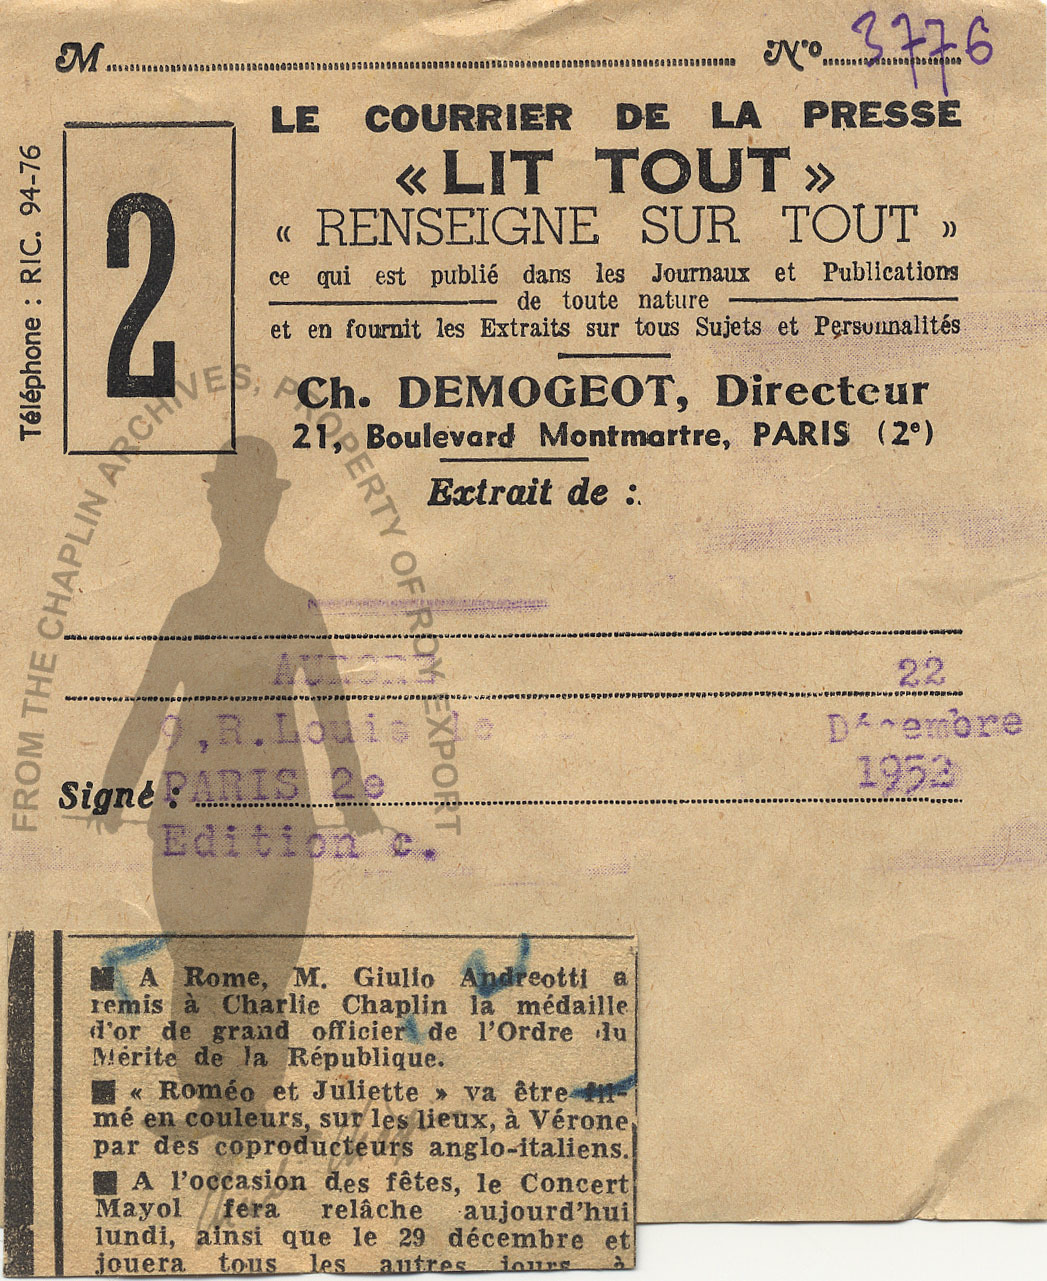 M
Nº 3776
Téléphone : RIC. 94-76
2
LE COURRIER DE LA PRESSE
« LIT TOUT »
« RENSEIGNE SUR TOUT »
ce qui est publié dans les Journaux et Publications
de toute nature
et en fournit les Extraits sur tous Sujets et Personnalités
Ch. DEMOGEOT, Directeur
21, Boulevard Montmartre, PARIS (2e)
Extrait de :
22
9,R.Louis le
Décembre
1952
Signé :
PARIS 2e
Edition c.
FROM THE CHAPLIN ARCHIVES, PROPERTY OF ROY EXPORT
■ A Rome, M. Giulio Andreotti a
remis à Charlie Chaplin la médaille
d'or de grand officier de l'Ordre du
Mérite de la République.
■ « Roméo et Juliette » va être fil-
mé en couleurs, sur les lieux, à Vérone
par des coproducteurs anglo-italiens.
■ A l'occasion des fêtes, le Concert
Mayol fera relâche aujourd'hui
lundi, ainsi que le 29 décembre et
jouera tous les autres jours à